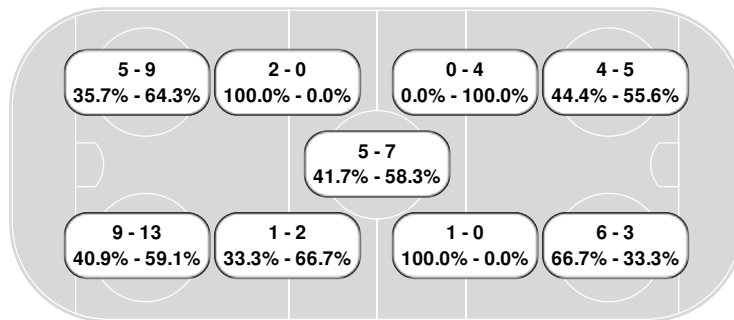 5 - 9
35.7% - 64.3%
2 - 0
100.0% - 0.0%
0 - 4
0.0% - 100.0%
4 - 5
44.4% - 55.6%
5 - 7
41.7% - 58.3%
9 - 13
40.9% - 59.1%
1 - 2
33.3% - 66.7%
1 - 0
100.0% - 0.0%
6 - 3
66.7% - 33.3%